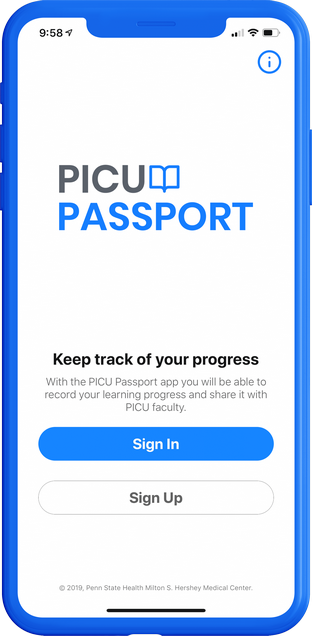 9:58
PICU
PASSPORT
Keep track of your progress
With the PICU Passport app you will be able to
record your learning progress and share it with
PICU faculty.
Sign In
Sign Up
© 2019, Penn State Health Milton S. Hershey Medical Center.